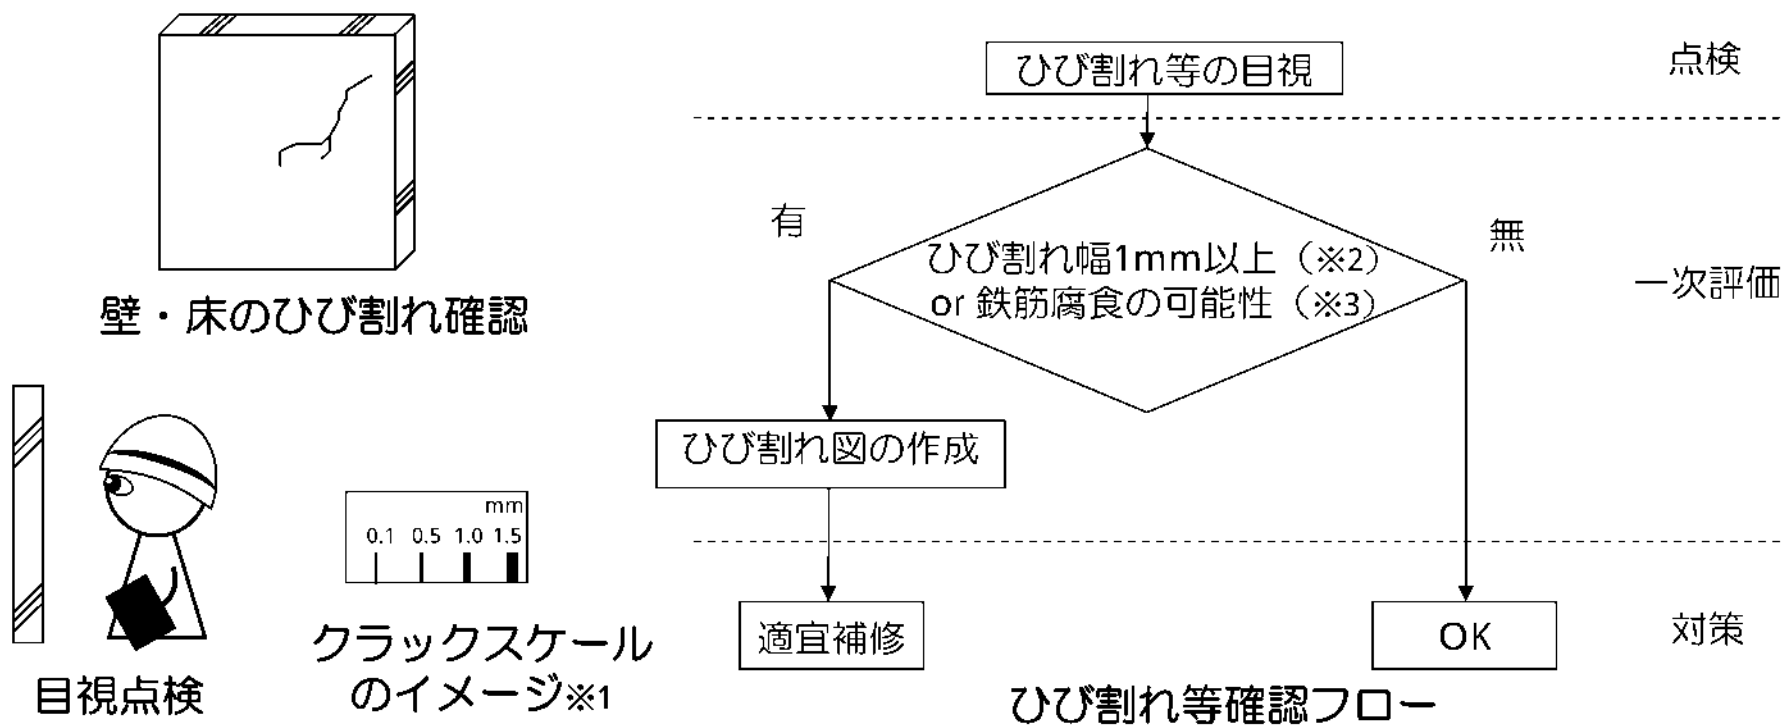 壁・床のひび割れ確認
目視点検
mm
0.1 0.5 1.0 1.5
クラックスケール
のイメージ※1
ひび割れ等の目視
点検
有
無
ひび割れ幅1mm以上（※2）
or 鉄筋腐食の可能性（※3）
一次評価
ひび割れ図の作成
適宜補修
OK
対策
ひび割れ等確認フロー